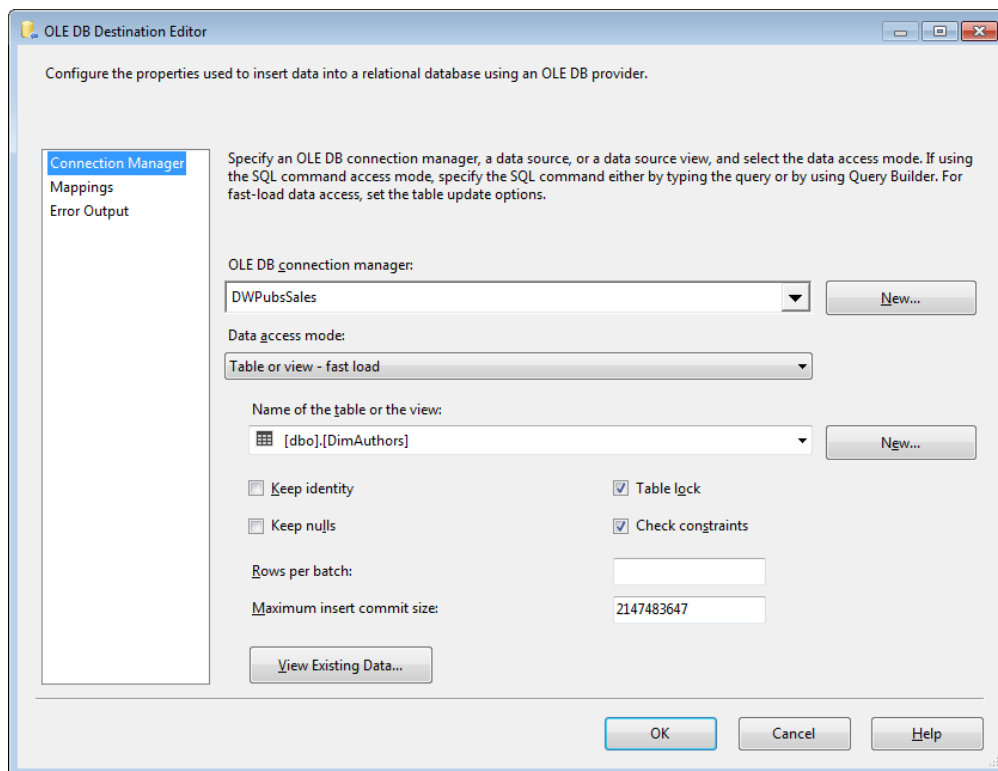 OLE DB Destination Editor
Configure the properties used to insert data into a relational database using an OLE DB provider.
Connection Manager
Mappings
Error Output
Specify an OLE DB connection manager, a data source, or a data source view, and select the data access mode. If using
the SQL command access mode, specify the SQL command either by typing the query or by using Query Builder. For
fast-load data access, set the table update options.
OLE DB connection manager:
DWPubsSales
New...
Data access mode:
Table or view - fast load
Name of the table or the view:
[dbo].[DimAuthors]
New...
Keep identity
Table lock
Keep nulls
Check constraints
Rows per batch:
Maximum insert commit size:
2147483647
View Existing Data...
OK
Cancel
Help